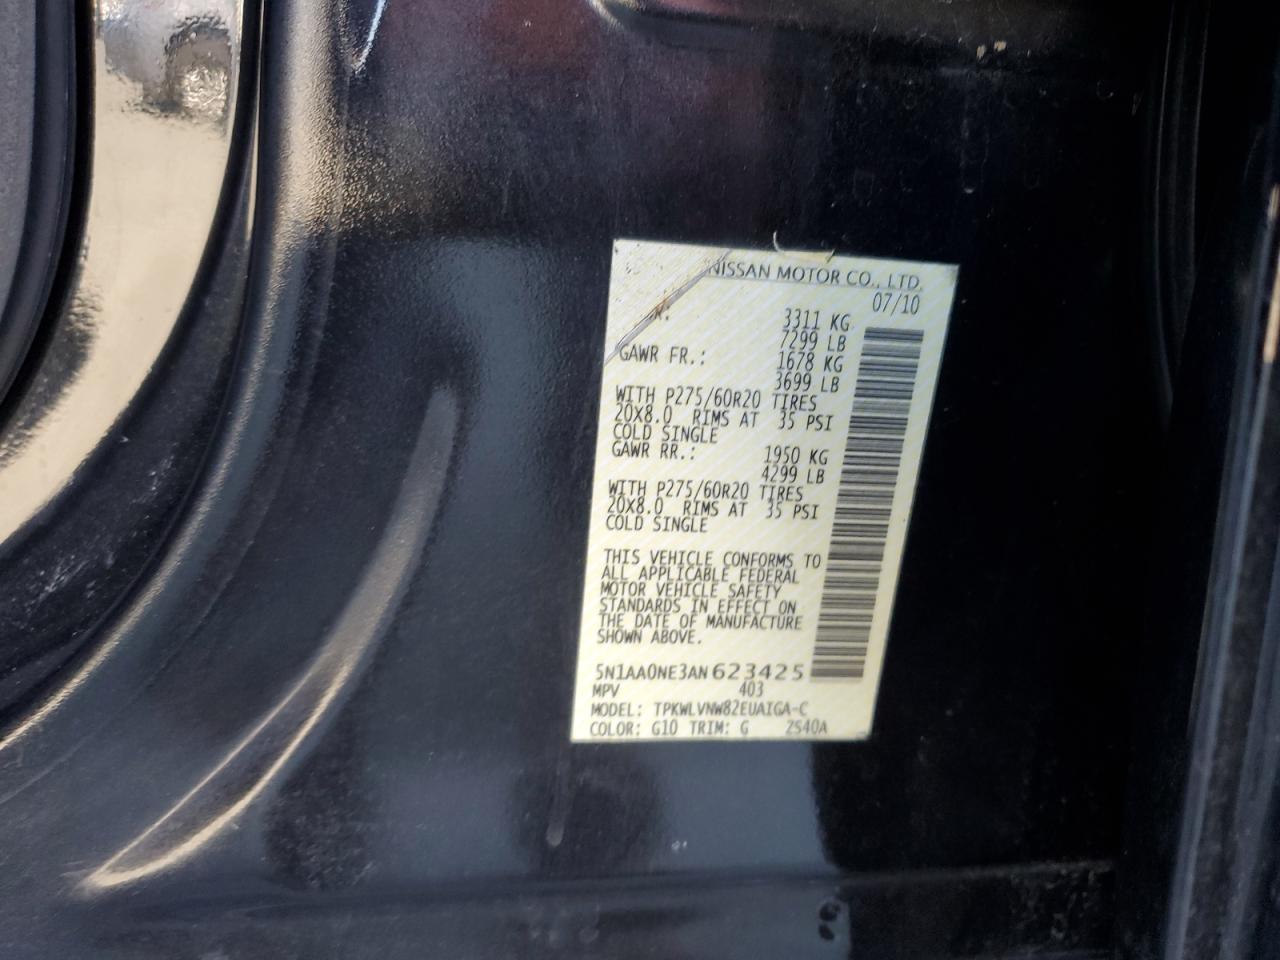 NISSAN MOTOR CO., LTD.
07/10
3311 KG
7299 LB
GAWR FR.: 1678 KG
3699 LB
WITH P275/60R20 TIRES
20X8.0 RIMS AT 35 PSI
COLD SINGLE
GAWR RR.: 1950 KG
4299 LB
WITH P275/60R20 TIRES
20X8.0 RIMS AT 35 PSI
COLD SINGLE
THIS VEHICLE CONFORMS TO
ALL APPLICABLE FEDERAL
MOTOR VEHICLE SAFETY
STANDARDS IN EFFECT ON
THE DATE OF MANUFACTURE
SHOWN ABOVE.
5N1AA0NE3AN623425
MPV 403
MODEL: TPKWLVNW82EUAIGA-C
COLOR: G10 TRIM: G ZS40A